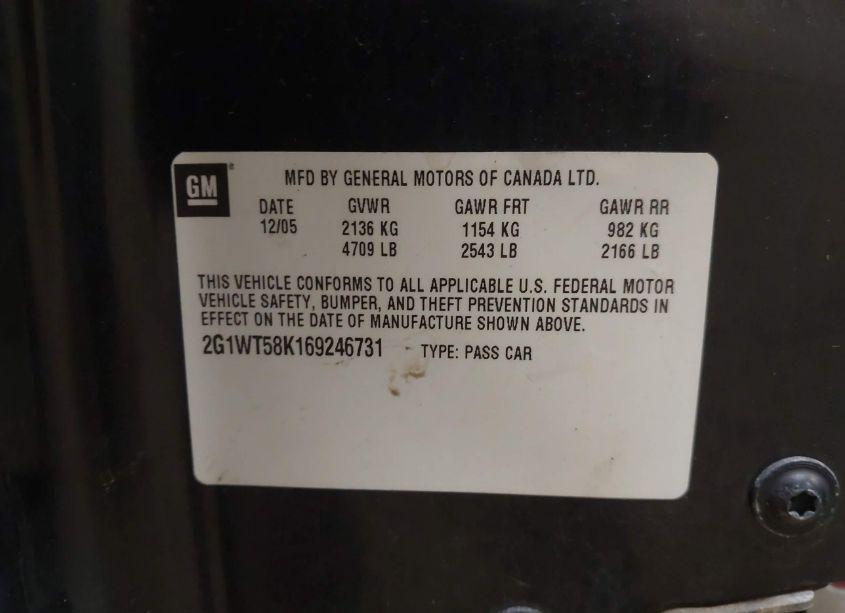 GM
MFD BY GENERAL MOTORS OF CANADA LTD.
DATE GVWR GAWR FRT GAWR RR
12/05 2136 KG 1154 KG 982 KG
4709 LB 2543 LB 2166 LB
THIS VEHICLE CONFORMS TO ALL APPLICABLE U.S. FEDERAL MOTOR
VEHICLE SAFETY, BUMPER, AND THEFT PREVENTION STANDARDS IN
EFFECT ON THE DATE OF MANUFACTURE SHOWN ABOVE.
2G1WT58K169246731 TYPE: PASS CAR